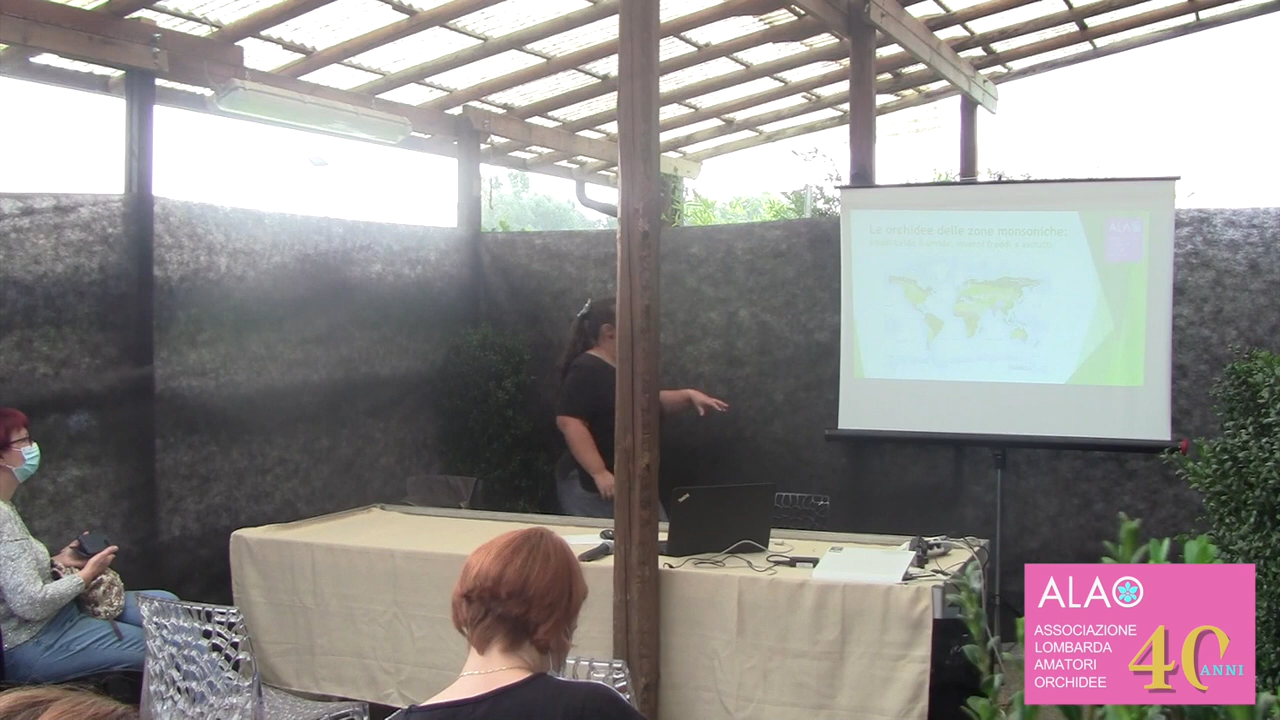 Le orchidee delle zone monsoniche:
ALAO
ALAO
ASSOCIAZIONE
LOMBARDA
AMATORI
ORCHIDEE
40
ANNI